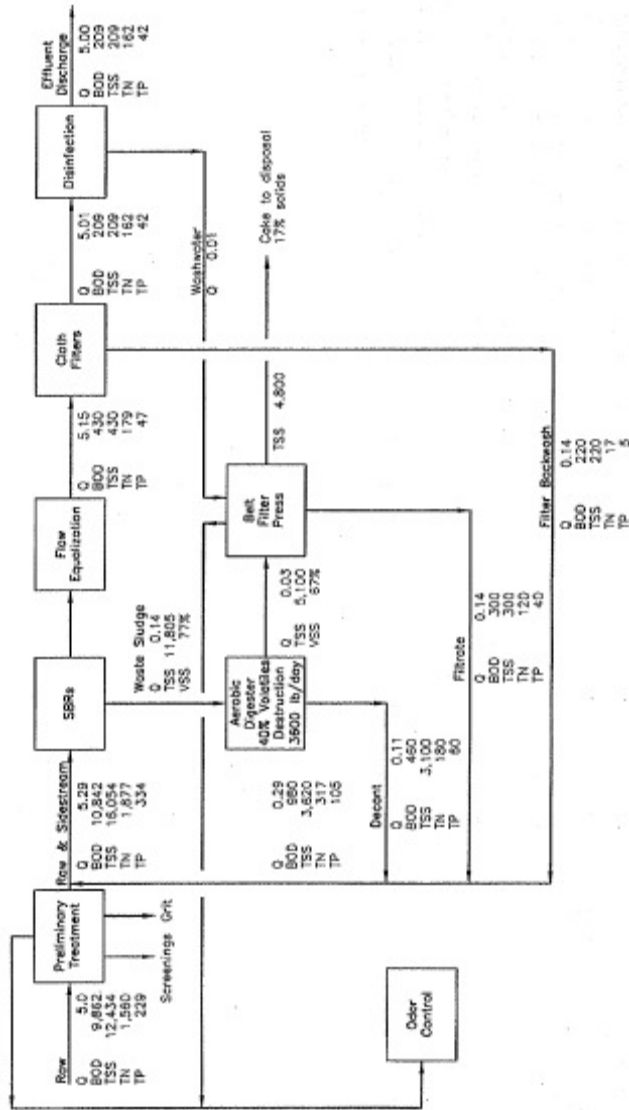 Raw
Q 5.0
BOD 9,862
TSS 12,434
TN 1,560
TP 229
Preliminary
Treatment
Screenings
Grit
Raw & Sidestream
Q 5.29
BOD 10,842
TSS 16,054
TN 1,877
TP 334
SBRs
Flow
Equalization
Q 5.15
BOD 430
TSS 430
TN 179
TP 47
Cloth
Filters
Q 5.01
BOD 209
TSS 209
TN 162
TP 42
Disinfection
Effluent
Discharge
Q 5.00
BOD 209
TSS 209
TN 162
TP 42
Waste Sludge
Q 0.14
TSS 11,805
VSS 77%
Washwater
Q 0.01
Aerobic
Digester
40% Volatiles
Destruction
3600 lb/day
Q 0.03
TSS 5,100
VSS 67%
Belt
Filter
Press
TSS 4,800
Cake to disposal
17% solids
Q 0.29
BOD 980
TSS 3,620
TN 317
TP 105
Decant
Q 0.11
BOD 460
TSS 3,100
TN 180
TP 60
Filtrate
Q 0.14
BOD 300
TSS 300
TN 120
TP 40
Filter Backwash
Q 0.14
BOD 220
TSS 220
TN 17
TP 5
Odor
Control